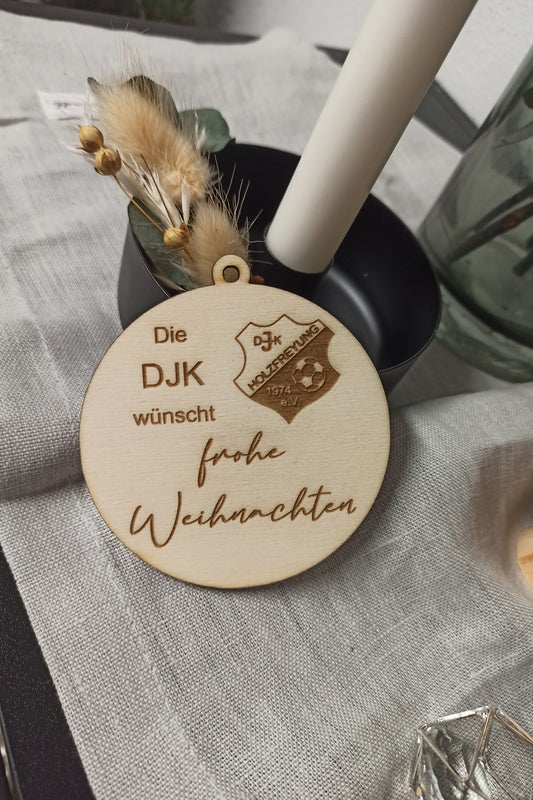 Die
DJK
wünscht
DJK
HOLZFREYUNG
1974
e.V.
frohe
Weihnachten